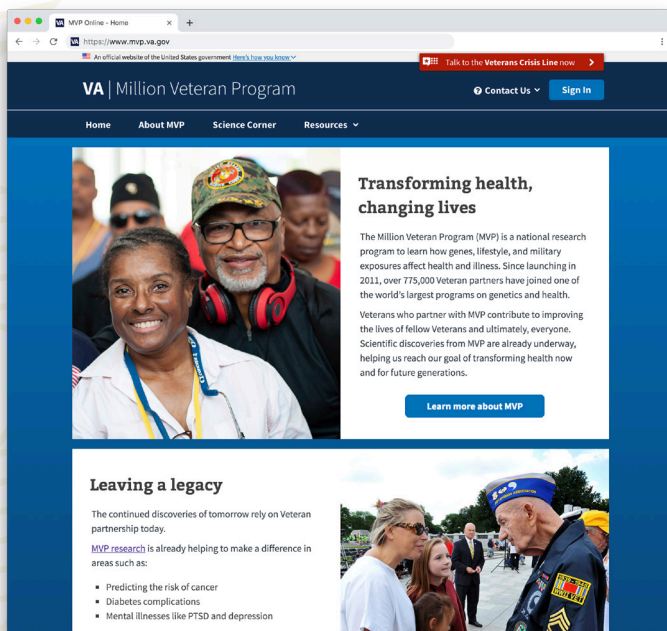 MVP Online - Home
https://www.mvp.va.gov
An official website of the United States government Here's how you know
Talk to the Veterans Crisis Line now
VA | Million Veteran Program
Contact Us
Sign In
Home About MVP Science Corner Resources
Transforming health,
changing lives
The Million Veteran Program (MVP) is a national research
program to learn how genes, lifestyle, and military
exposures affect health and illness. Since launching in
2011, over 775,000 Veteran partners have joined one of
the world's largest programs on genetics and health.
Veterans who partner with MVP contribute to improving
the lives of fellow Veterans and ultimately, everyone.
Scientific discoveries from MVP are already underway,
helping us reach our goal of transforming health now
and for future generations.
Learn more about MVP
Leaving a legacy
The continued discoveries of tomorrow rely on Veteran
partnership today.
MVP research is already helping to make a difference in
areas such as:
Predicting the risk of cancer
Diabetes complications
Mental illnesses like PTSD and depression